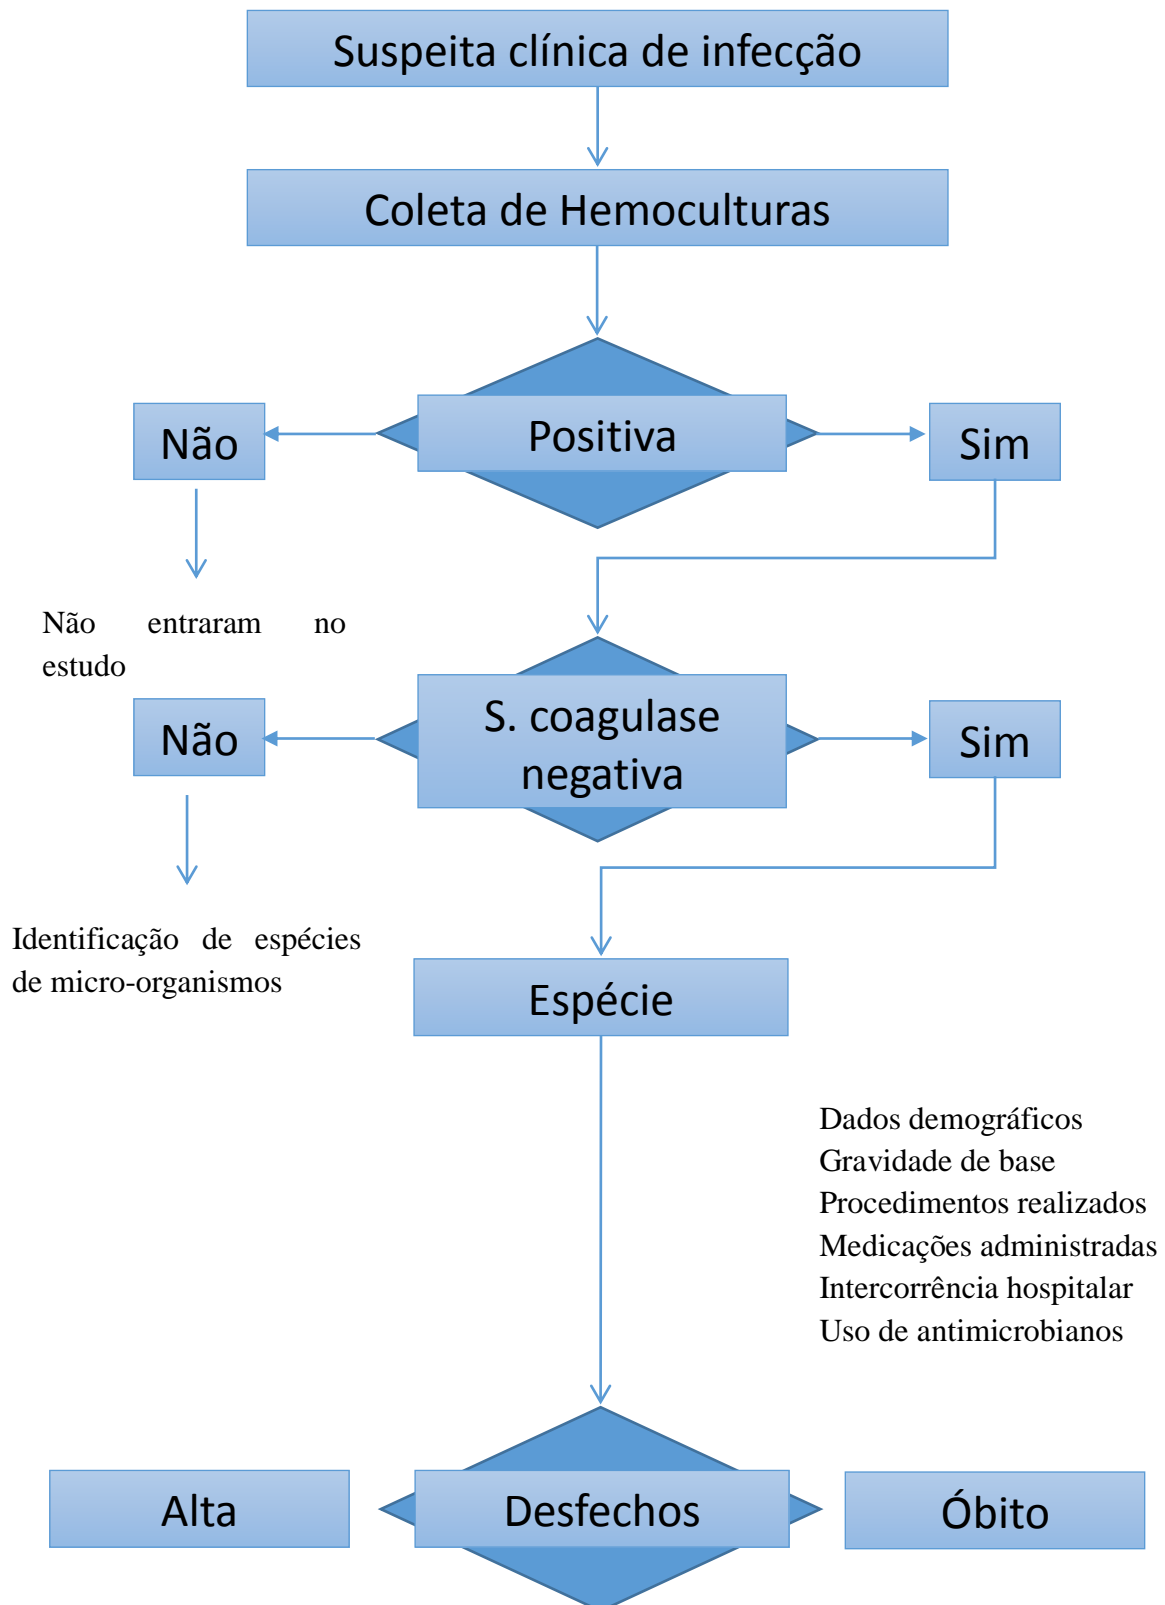 Suspeita clínica de infecção
Coleta de Hemoculturas
Não
Positiva
Sim
Não entraram no
estudo
Não
S. coagulase
negativa
Sim
Identificação de espécies
de micro-organismos
Espécie
Dados demográficos
Gravidade de base
Procedimentos realizados
Medicações administradas
Intercorrência hospitalar
Uso de antimicrobianos
Alta
Desfechos
Óbito